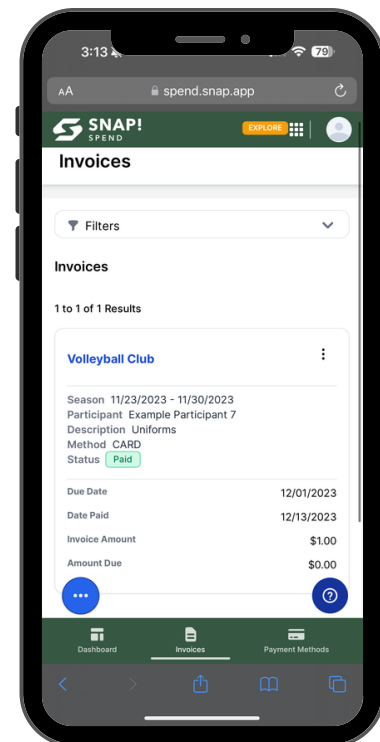 3:13
79
AA
spend.snap.app
SNAP!
SPEND
EXPLORE
Invoices
Filters
Invoices
1 to 1 of 1 Results
Volleyball Club
Season 11/23/2023 - 11/30/2023
Participant Example Participant 7
Description Uniforms
Method CARD
Status Paid
Due Date 12/01/2023
Date Paid 12/13/2023
Invoice Amount $1.00
Amount Due $0.00
Dashboard
Invoices
Payment Methods